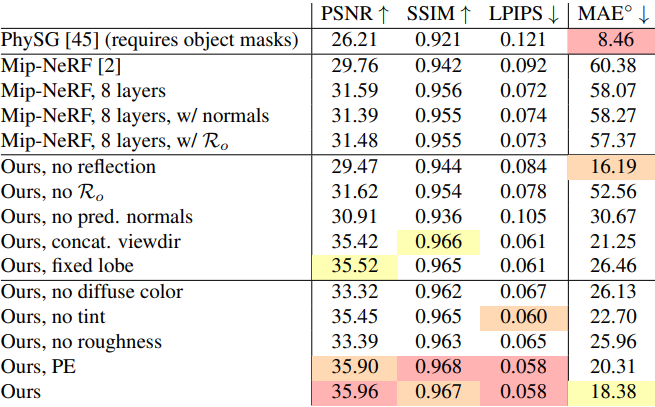 PSNR ↑ SSIM ↑ LPIPS ↓ MAE° ↓
PhySG [45] (requires object masks) 26.21 0.921 0.121 8.46
Mip-NeRF [2] 29.76 0.942 0.092 60.38
Mip-NeRF, 8 layers 31.59 0.956 0.072 58.07
Mip-NeRF, 8 layers, w/ normals 31.39 0.955 0.074 58.27
Mip-NeRF, 8 layers, w/ ℛₒ 31.48 0.955 0.073 57.37
Ours, no reflection 29.47 0.944 0.084 16.19
Ours, no ℛₒ 31.62 0.954 0.078 52.56
Ours, no pred. normals 30.91 0.936 0.105 30.67
Ours, concat. viewdir 35.42 0.966 0.061 21.25
Ours, fixed lobe 35.52 0.965 0.061 26.46
Ours, no diffuse color 33.32 0.962 0.067 26.13
Ours, no tint 35.45 0.965 0.060 22.70
Ours, no roughness 33.39 0.963 0.065 25.96
Ours, PE 35.90 0.968 0.058 20.31
Ours 35.96 0.967 0.058 18.38